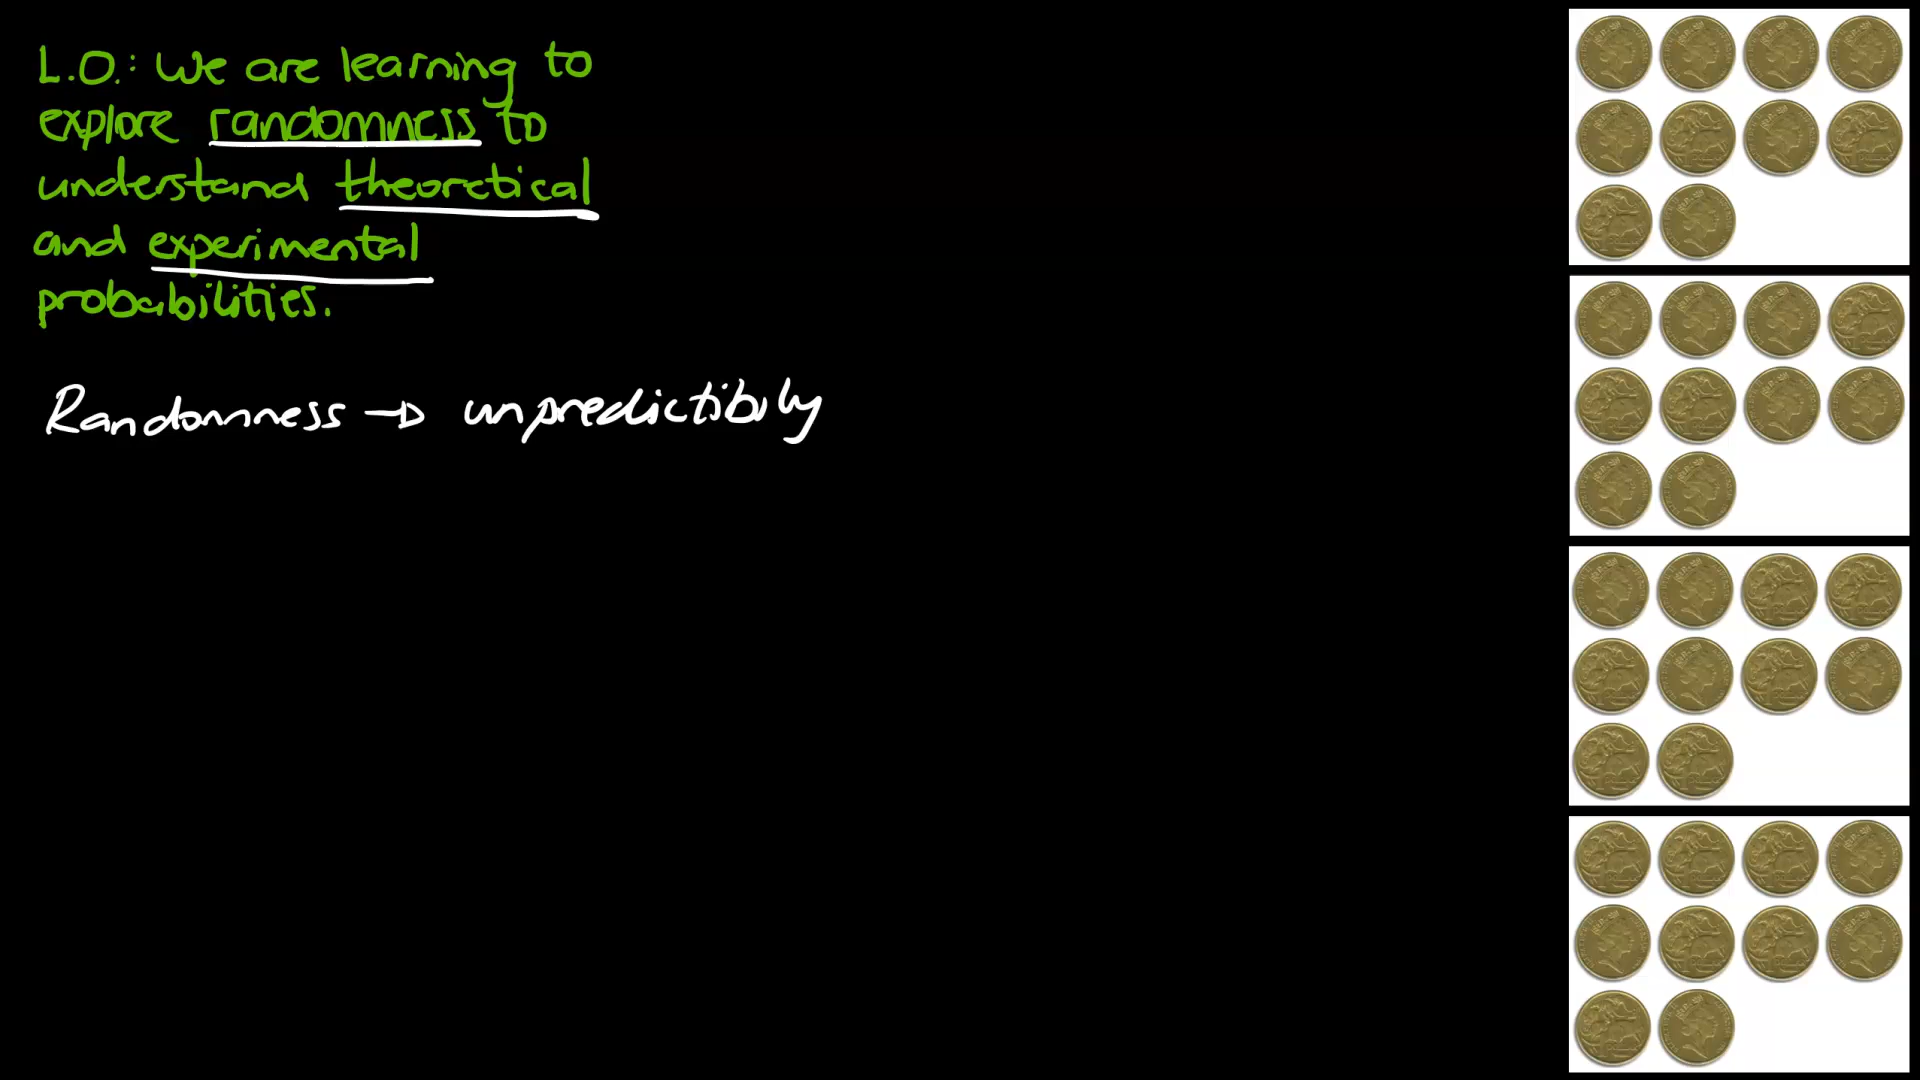 L.O.: We are learning to
explore randomness to
understand theoretical
and experimental
probabilities.
Randomness → unpredictibily